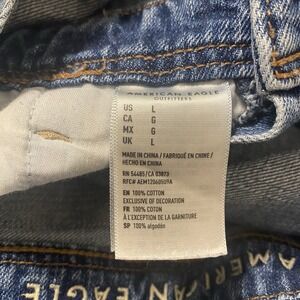 AMERICAN EAGLE
OUTFITTERS
US L
CA G
MX G
UK L
MADE IN CHINA / FABRIQUÉ EN CHINE /
HECHO EN CHINA
RN 54485/CA 03873
RFC# AEM1206050U9A
EN 100% COTTON
EXCLUSIVE OF DECORATION
FR 100% COTON
À L'EXCEPTION DE LA GARNITURE
SP 100% algodón
AMERICAN EAGLE